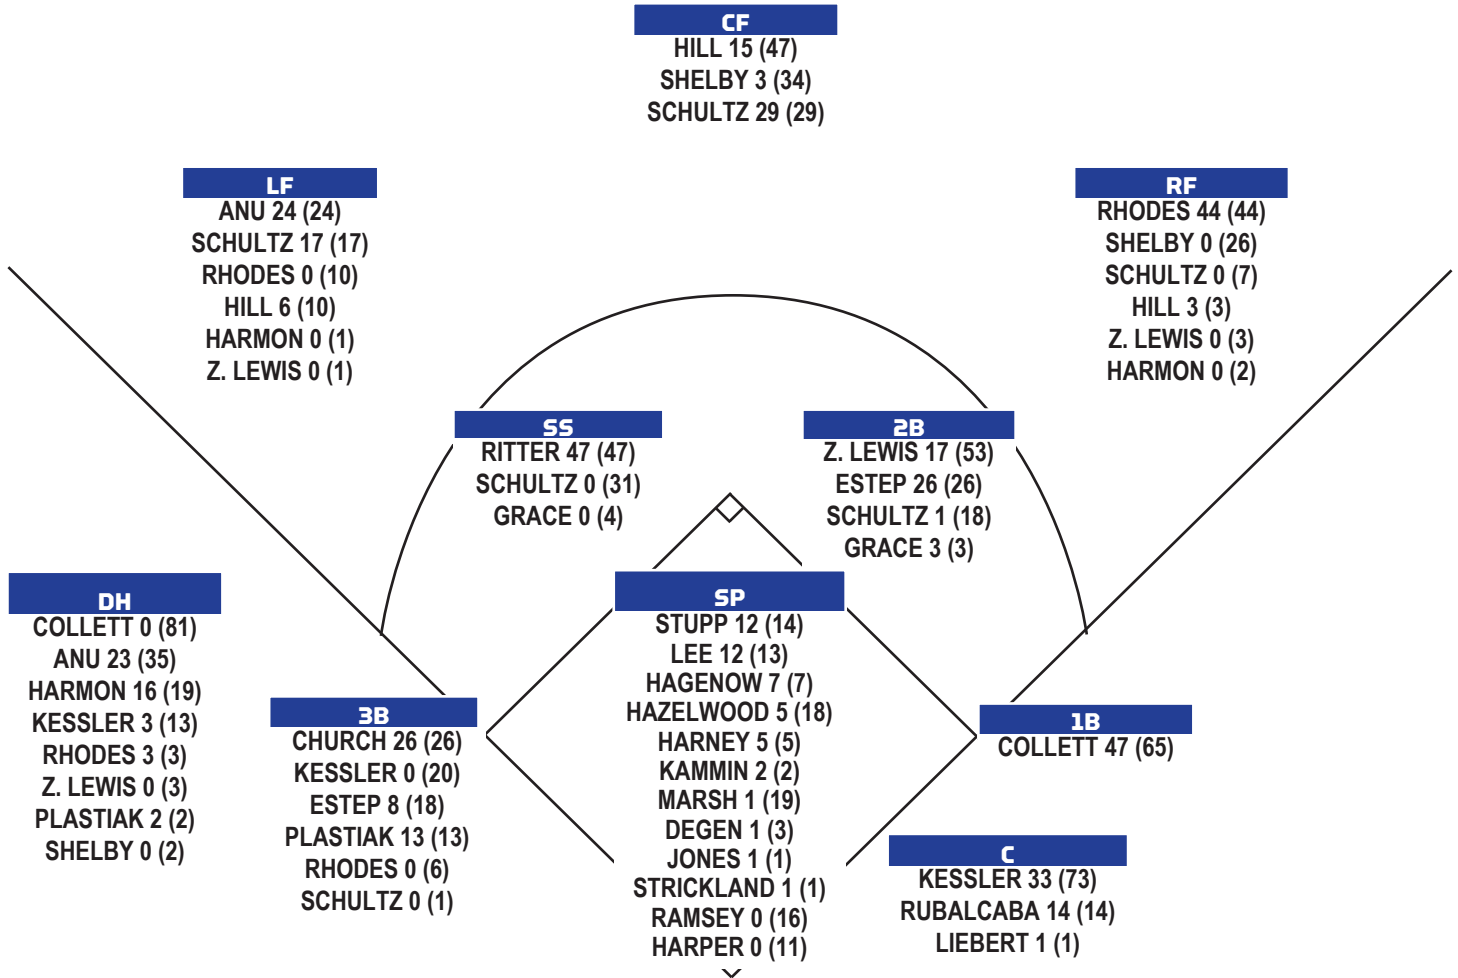 CF
HILL 15 (47)
SHELBY 3 (34)
SCHULTZ 29 (29)
LF
ANU 24 (24)
SCHULTZ 17 (17)
RHODES 0 (10)
HILL 6 (10)
HARMON 0 (1)
Z. LEWIS 0 (1)
RF
RHODES 44 (44)
SHELBY 0 (26)
SCHULTZ 0 (7)
HILL 3 (3)
Z. LEWIS 0 (3)
HARMON 0 (2)
SS
RITTER 47 (47)
SCHULTZ 0 (31)
GRACE 0 (4)
2B
Z. LEWIS 17 (53)
ESTEP 26 (26)
SCHULTZ 1 (18)
GRACE 3 (3)
DH
COLLETT 0 (81)
ANU 23 (35)
HARMON 16 (19)
KESSLER 3 (13)
RHODES 3 (3)
Z. LEWIS 0 (3)
PLASTIAK 2 (2)
SHELBY 0 (2)
3B
CHURCH 26 (26)
KESSLER 0 (20)
ESTEP 8 (18)
PLASTIAK 13 (13)
RHODES 0 (6)
SCHULTZ 0 (1)
SP
STUPP 12 (14)
LEE 12 (13)
HAGENOW 7 (7)
HAZELWOOD 5 (18)
HARNEY 5 (5)
KAMMIN 2 (2)
MARSH 1 (19)
DEGEN 1 (3)
JONES 1 (1)
STRICKLAND 1 (1)
RAMSEY 0 (16)
HARPER 0 (11)
1B
COLLETT 47 (65)
C
KESSLER 33 (73)
RUBALCABA 14 (14)
LIEBERT 1 (1)